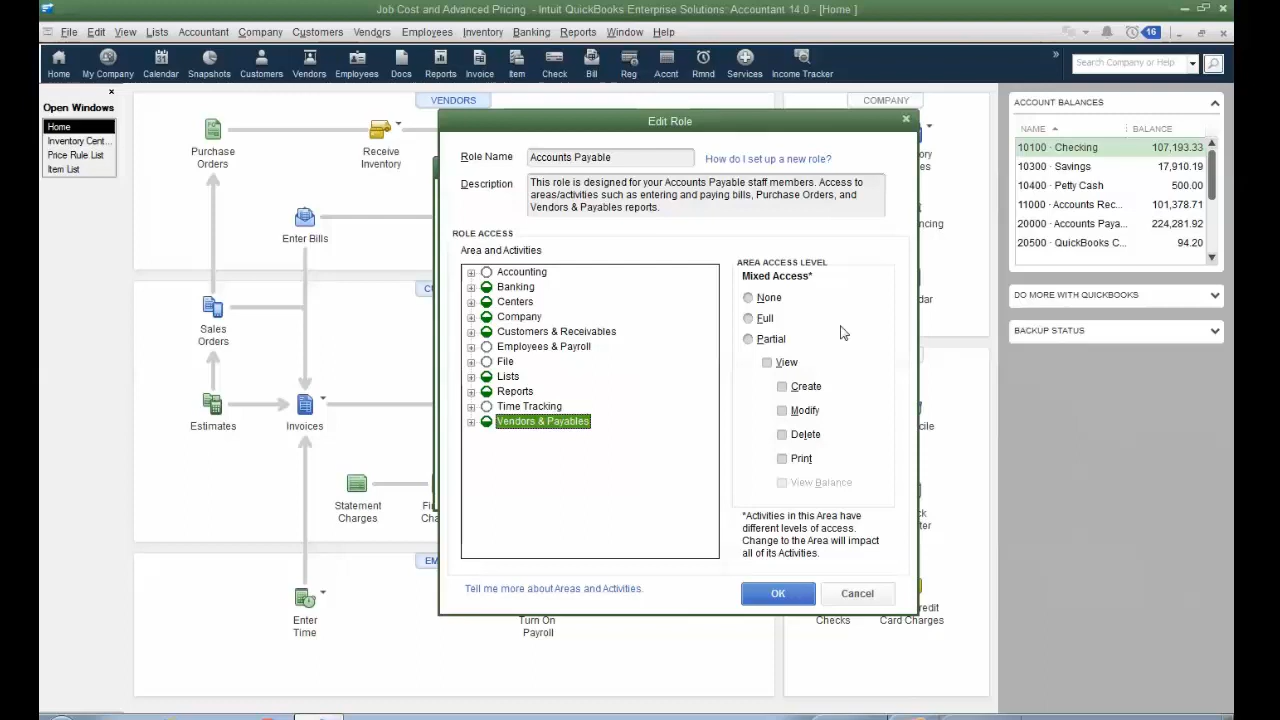 Job Cost and Advanced Pricing - Intuit QuickBooks Enterprise Solutions: Accountant 14.0 - [Home ]
File Edit View Lists Accountant Company Customers Vendors Employees Inventory Banking Reports Window Help
16
Home My Company Calendar Snapshots Customers Vendors Employees Docs Reports Invoice Item Check Bill Reg Accnt Rmnd Services Income Tracker
Search Company or Help
Open Windows
Home
Inventory Cent...
Price Rule List
Item List
VENDORS
COMPANY
Purchase
Orders
Receive
Inventory
Enter Bills
Sales
Orders
Estimates
Invoices
Statement
Charges
Enter
Time
Turn On
Payroll
Checks
Card Charges
Edit Role
Role Name
Accounts Payable
How do I set up a new role?
Description
This role is designed for your Accounts Payable staff members. Access to
areas/activities such as entering and paying bills, Purchase Orders, and
Vendors & Payables reports.
ROLE ACCESS
Area and Activities
Accounting
Banking
Centers
Company
Customers & Receivables
Employees & Payroll
File
Lists
Reports
Time Tracking
Vendors & Payables
AREA ACCESS LEVEL
Mixed Access*
None
Full
Partial
View
Create
Modify
Delete
Print
View Balance
*Activities in this Area have
different levels of access.
Change to the Area will impact
all of its Activities.
Tell me more about Areas and Activities.
OK
Cancel
ACCOUNT BALANCES
NAME BALANCE
10100 · Checking 107,193.33
10300 · Savings 17,910.19
10400 · Petty Cash 500.00
11000 · Accounts Rec... 101,378.71
20000 · Accounts Paya... 224,281.92
20500 · QuickBooks C... 94.20
DO MORE WITH QUICKBOOKS
BACKUP STATUS